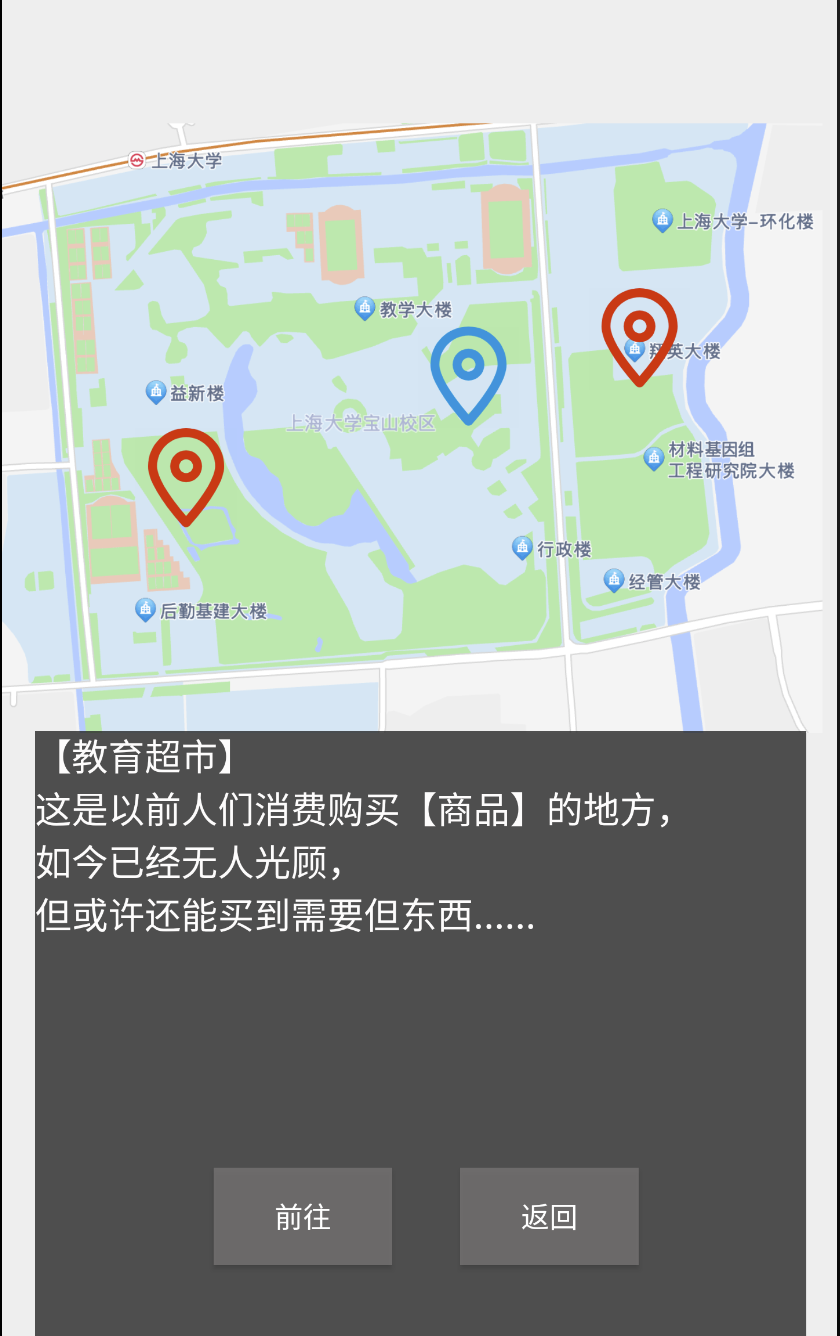 上海大学
上海大学-环化楼
教学大楼
翔英大楼
益新楼
上海大学宝山校区
材料基因组
工程研究院大楼
行政楼
经管大楼
后勤基建大楼
【教育超市】
这是以前人们消费购买【商品】的地方，
如今已经无人光顾，
但或许还能买到需要但东西......
前往
返回